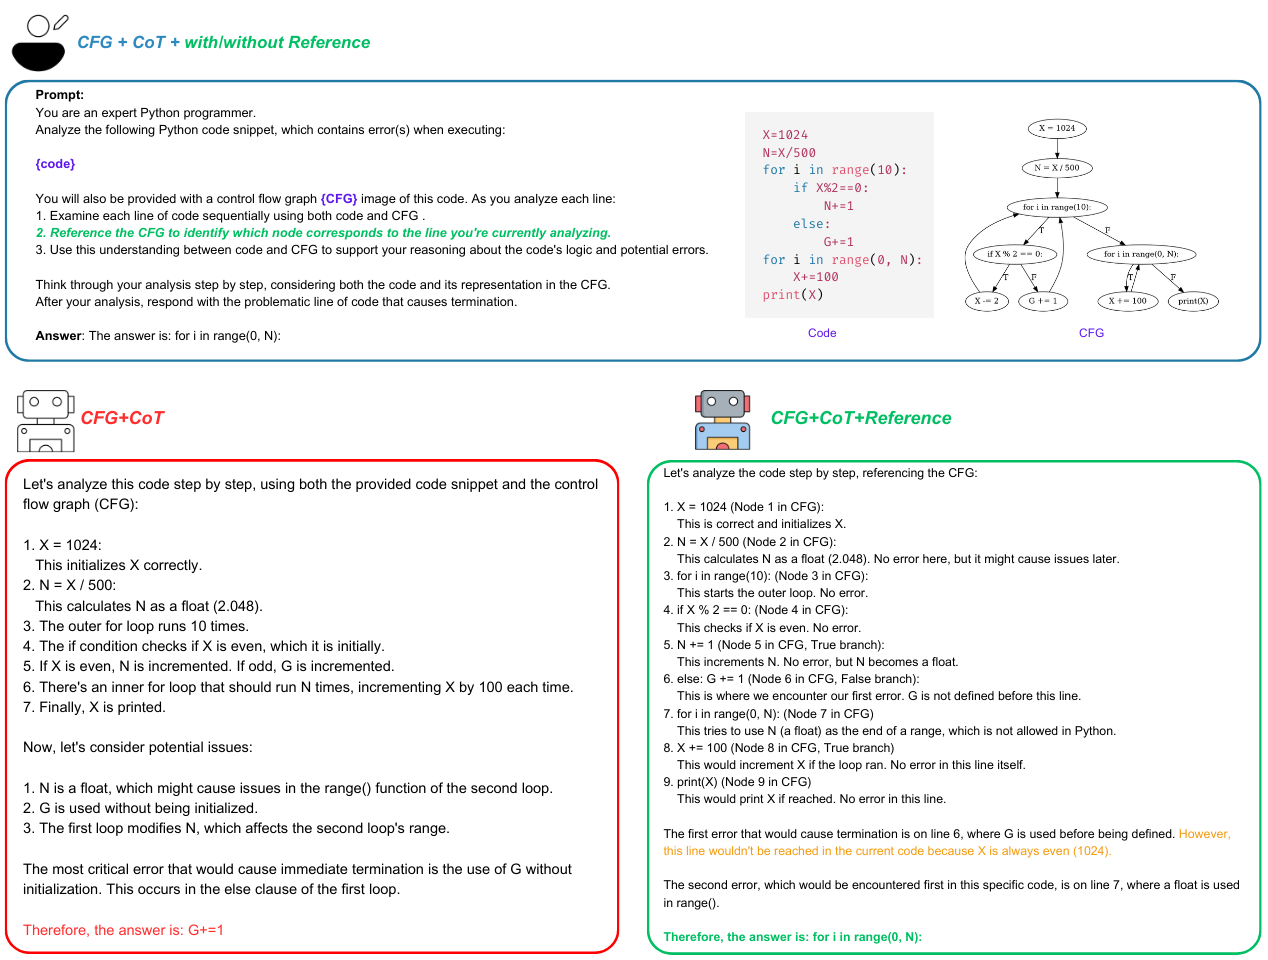 CFG + CoT + with/without Reference
Prompt:
You are an expert Python programmer.
Analyze the following Python code snippet, which contains error(s) when executing:
{code}
You will also be provided with a control flow graph {CFG} image of this code. As you analyze each line:
1. Examine each line of code sequentially using both code and CFG .
2. Reference the CFG to identify which node corresponds to the line you're currently analyzing.
3. Use this understanding between code and CFG to support your reasoning about the code's logic and potential errors.
Think through your analysis step by step, considering both the code and its representation in the CFG.
After your analysis, respond with the problematic line of code that causes termination.
Answer: The answer is: for i in range(0, N):
X=1024
N=X/500
for i in range(10):
    if X%2==0:
        N+=1
    else:
        G+=1
for i in range(0, N):
    X+=100
print(X)
Code
X = 1024
N = X / 500
for i in range(10):
T
F
if X % 2 == 0:
for i in range(0, N):
T
F
T
F
X -= 2
G += 1
X += 100
print(X)
CFG
CFG+CoT
Let's analyze this code step by step, using both the provided code snippet and the control
flow graph (CFG):
1. X = 1024:
This initializes X correctly.
2. N = X / 500:
This calculates N as a float (2.048).
3. The outer for loop runs 10 times.
4. The if condition checks if X is even, which it is initially.
5. If X is even, N is incremented. If odd, G is incremented.
6. There's an inner for loop that should run N times, incrementing X by 100 each time.
7. Finally, X is printed.
Now, let's consider potential issues:
1. N is a float, which might cause issues in the range() function of the second loop.
2. G is used without being initialized.
3. The first loop modifies N, which affects the second loop's range.
The most critical error that would cause immediate termination is the use of G without
initialization. This occurs in the else clause of the first loop.
Therefore, the answer is: G+=1
CFG+CoT+Reference
Let's analyze the code step by step, referencing the CFG:
1. X = 1024 (Node 1 in CFG):
This is correct and initializes X.
2. N = X / 500 (Node 2 in CFG):
This calculates N as a float (2.048). No error here, but it might cause issues later.
3. for i in range(10): (Node 3 in CFG):
This starts the outer loop. No error.
4. if X % 2 == 0: (Node 4 in CFG):
This checks if X is even. No error.
5. N += 1 (Node 5 in CFG, True branch):
This increments N. No error, but N becomes a float.
6. else: G += 1 (Node 6 in CFG, False branch):
This is where we encounter our first error. G is not defined before this line.
7. for i in range(0, N): (Node 7 in CFG)
This tries to use N (a float) as the end of a range, which is not allowed in Python.
8. X += 100 (Node 8 in CFG, True branch)
This would increment X if the loop ran. No error in this line itself.
9. print(X) (Node 9 in CFG)
This would print X if reached. No error in this line.
The first error that would cause termination is on line 6, where G is used before being defined. However,
this line wouldn't be reached in the current code because X is always even (1024).
The second error, which would be encountered first in this specific code, is on line 7, where a float is used
in range().
Therefore, the answer is: for i in range(0, N):